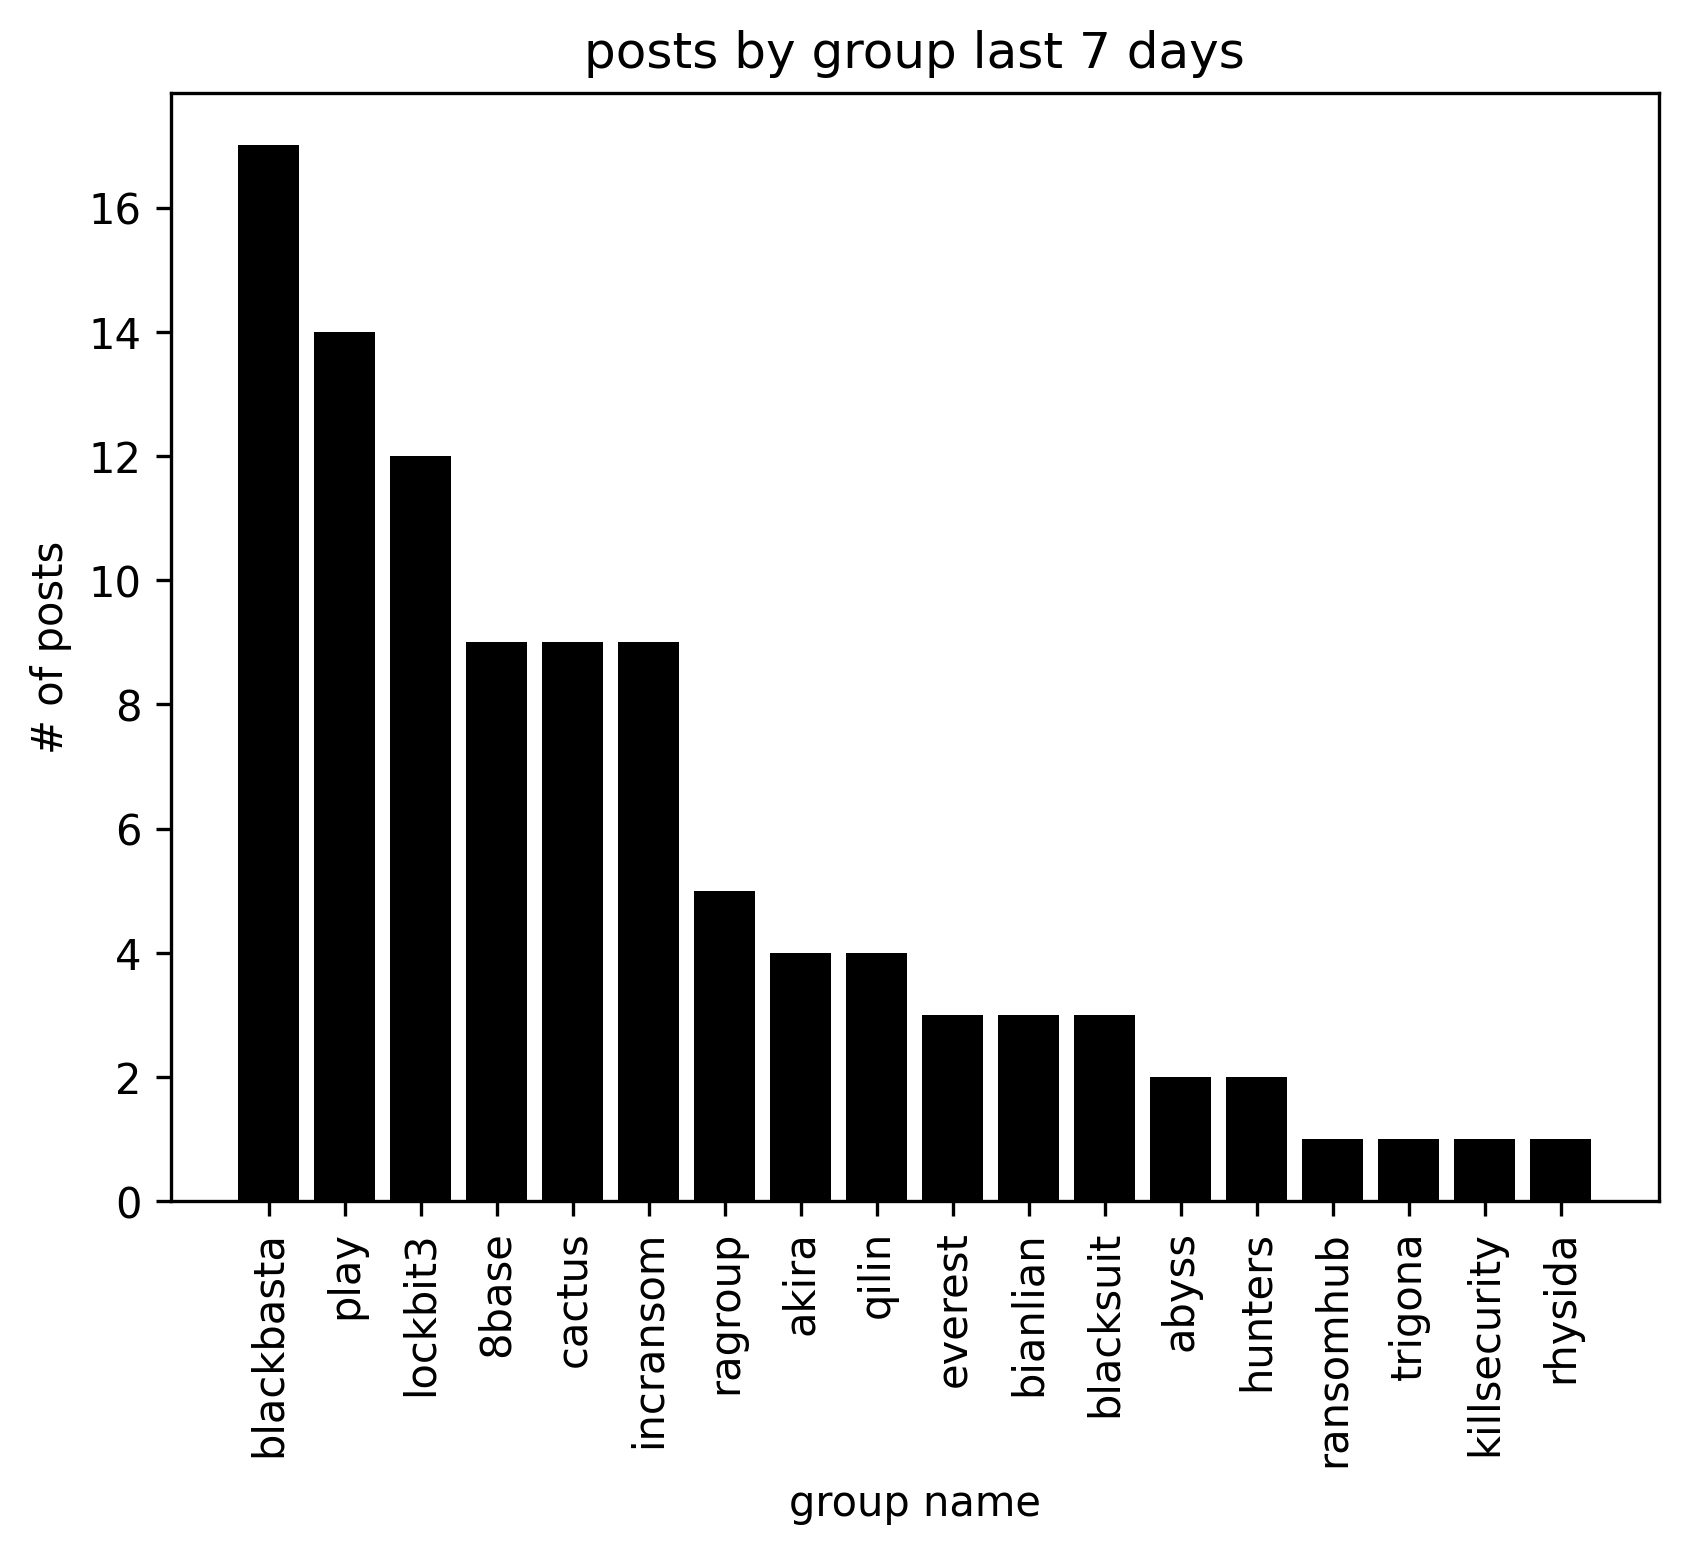 posts by group last 7 days
# of posts
16
14
12
10
8
6
4
2
0
blackbasta
play
lockbit3
8base
cactus
incransom
ragroup
akira
qilin
everest
bianlian
blacksuit
abyss
hunters
ransomhub
trigona
killsecurity
rhysida
group name